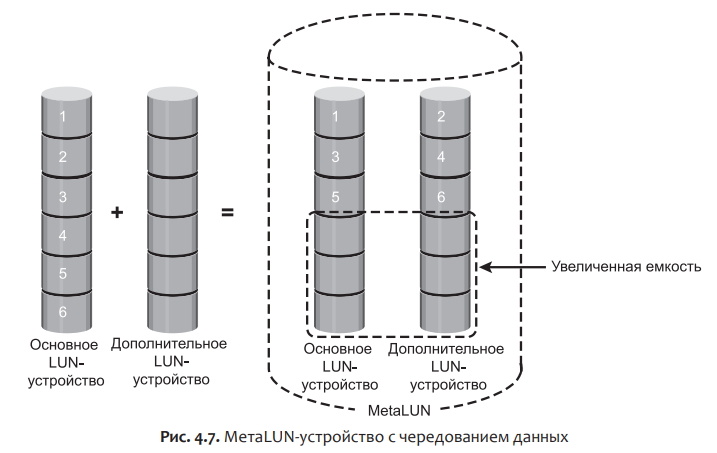 1
2
3
4
5
6
+
=
1
3
5
2
4
6
Увеличенная емкость
Основное
LUN-
устройство
Дополнительное
LUN-
устройство
Основное
LUN-
устройство
Дополнительное
LUN-
устройство
MetaLUN
Рис. 4.7. MetaLUN-устройство с чередованием данных